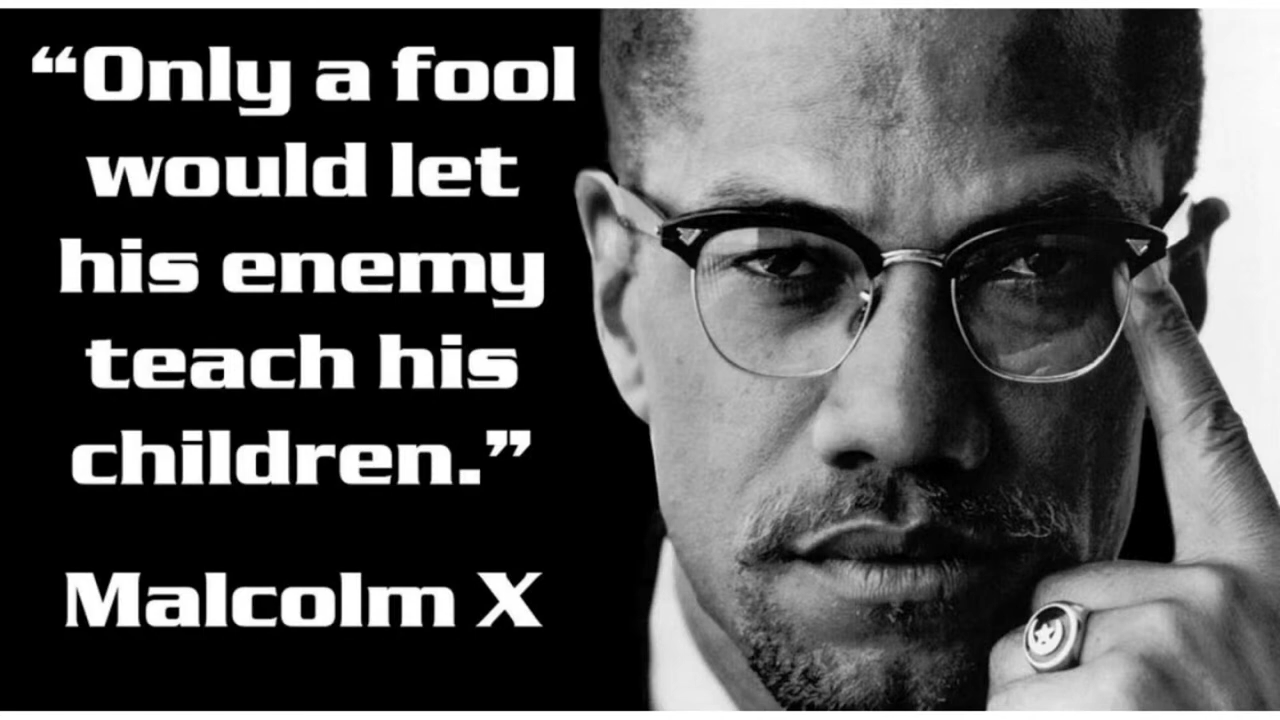 “Only a fool
would let
his enemy
teach his
children.”
Malcolm X